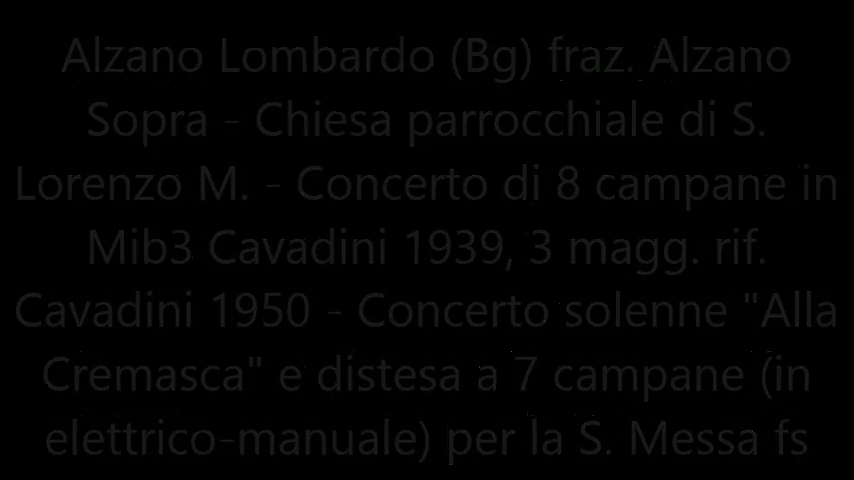 Alzano Lombardo (Bg) fraz. Alzano
Sopra - Chiesa parrocchiale di S.
Lorenzo M. - Concerto di 8 campane in
Mib3 Cavadini 1939, 3 magg. rif.
Cavadini 1950 - Concerto solenne "Alla
Cremasca" e distesa a 7 campane (in
elettrico-manuale) per la S. Messa fs